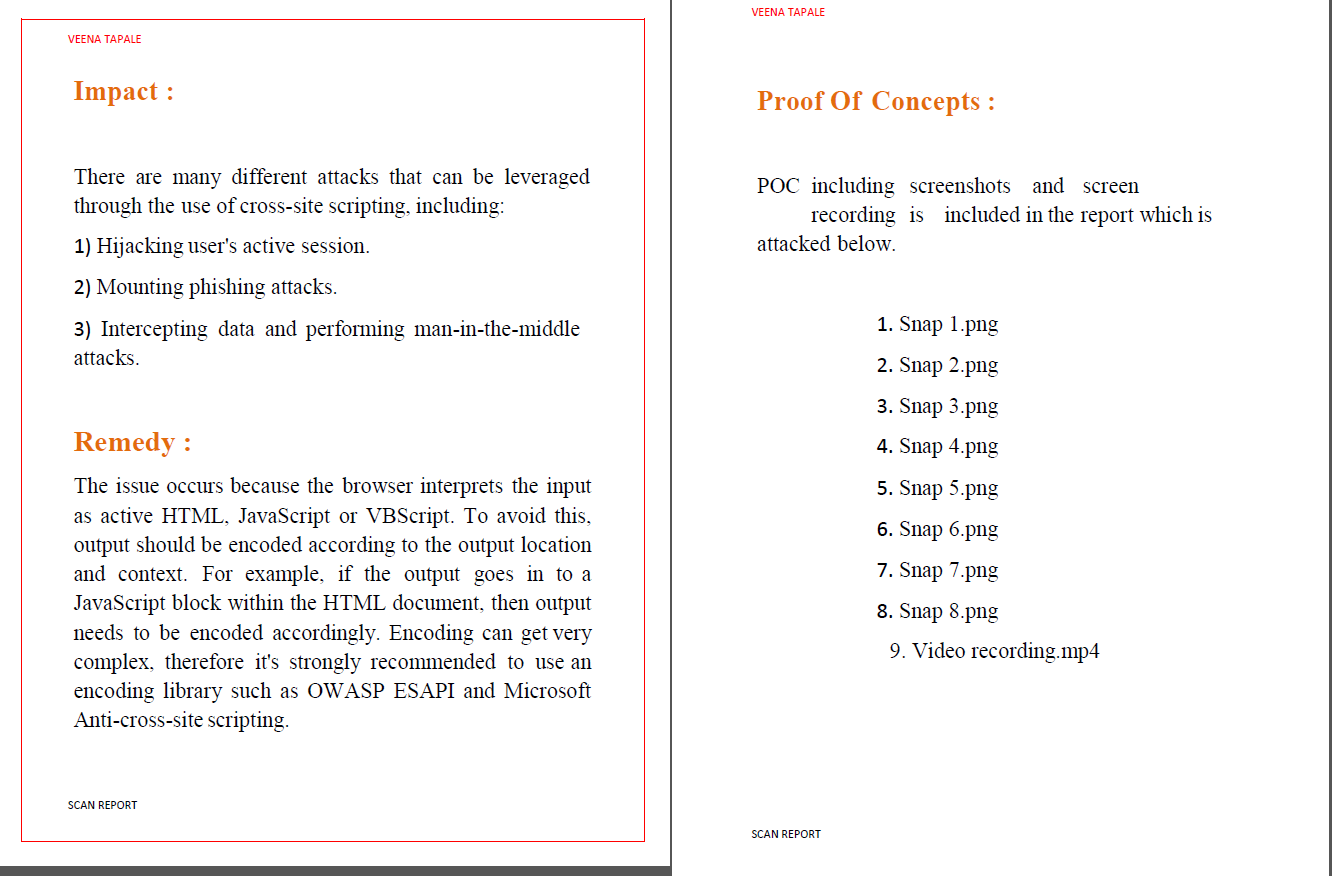 VEENA TAPALE
Impact :
There are many different attacks that can be leveraged
through the use of cross-site scripting, including:
1) Hijacking user's active session.
2) Mounting phishing attacks.
3) Intercepting data and performing man-in-the-middle
attacks.
Remedy :
The issue occurs because the browser interprets the input
as active HTML, JavaScript or VBScript. To avoid this,
output should be encoded according to the output location
and context. For example, if the output goes in to a
JavaScript block within the HTML document, then output
needs to be encoded accordingly. Encoding can get very
complex, therefore it's strongly recommended to use an
encoding library such as OWASP ESAPI and Microsoft
Anti-cross-site scripting.
SCAN REPORT
VEENA TAPALE
Proof Of Concepts :
POC including screenshots and screen
recording is included in the report which is
attacked below.
1. Snap 1.png
2. Snap 2.png
3. Snap 3.png
4. Snap 4.png
5. Snap 5.png
6. Snap 6.png
7. Snap 7.png
8. Snap 8.png
9. Video recording.mp4
SCAN REPORT